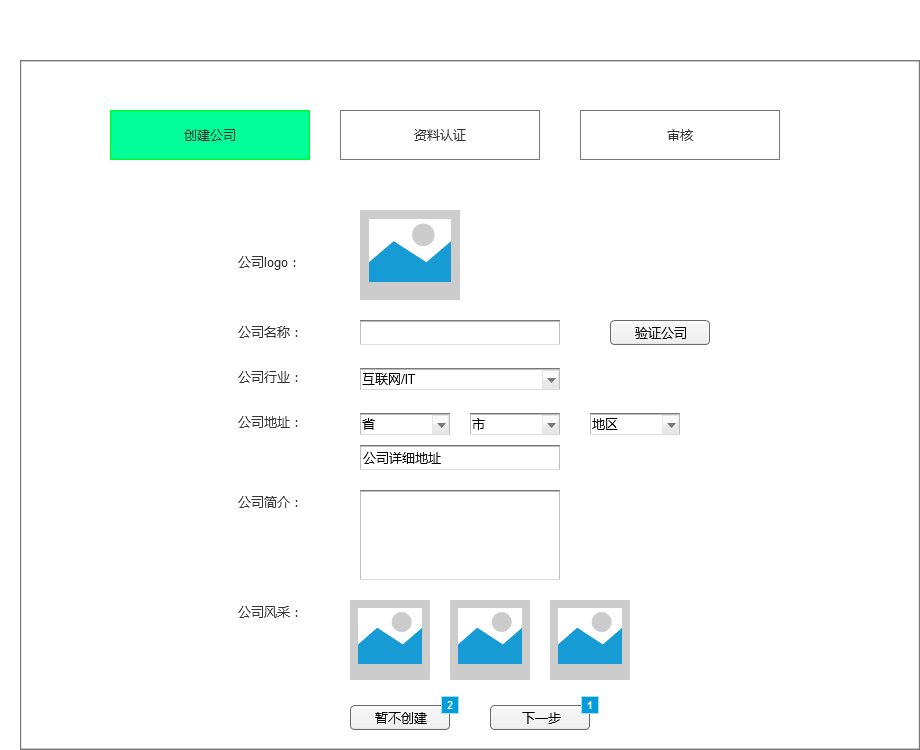 创建公司 资料认证 审核
公司logo：
公司名称： 验证公司
公司行业： 互联网/IT
公司地址： 省 市 地区
公司详细地址
公司简介：
公司风采：
暂不创建 2 下一步 1